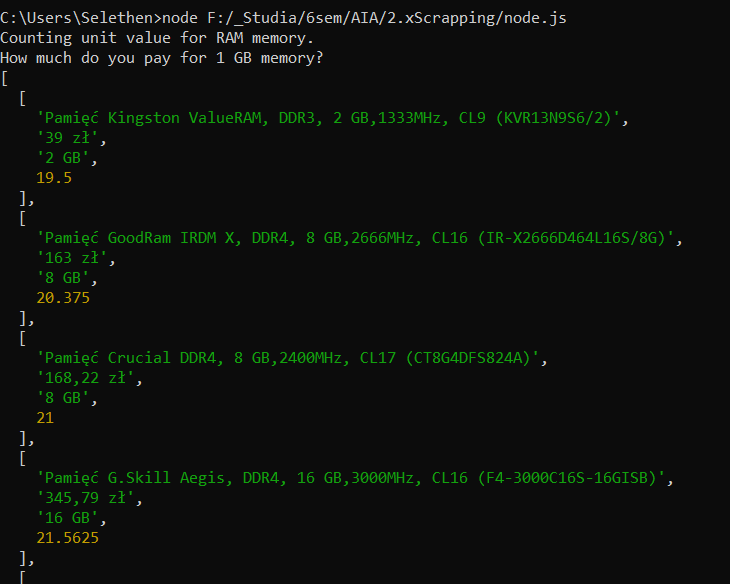 C:\Users\Selethen>node F:/_Studia/6sem/AIA/2.xScrapping/node.js
Counting unit value for RAM memory.
How much do you pay for 1 GB memory?
[
  [
    'Pamięć Kingston ValueRAM, DDR3, 2 GB,1333MHz, CL9 (KVR13N9S6/2)',
    '39 zł',
    '2 GB',
    19.5
  ],
  [
    'Pamięć GoodRam IRDM X, DDR4, 8 GB,2666MHz, CL16 (IR-X2666D464L16S/8G)',
    '163 zł',
    '8 GB',
    20.375
  ],
  [
    'Pamięć Crucial DDR4, 8 GB,2400MHz, CL17 (CT8G4DFS824A)',
    '168,22 zł',
    '8 GB',
    21
  ],
  [
    'Pamięć G.Skill Aegis, DDR4, 16 GB,3000MHz, CL16 (F4-3000C16S-16GISB)',
    '345,79 zł',
    '16 GB',
    21.5625
  ],
  [